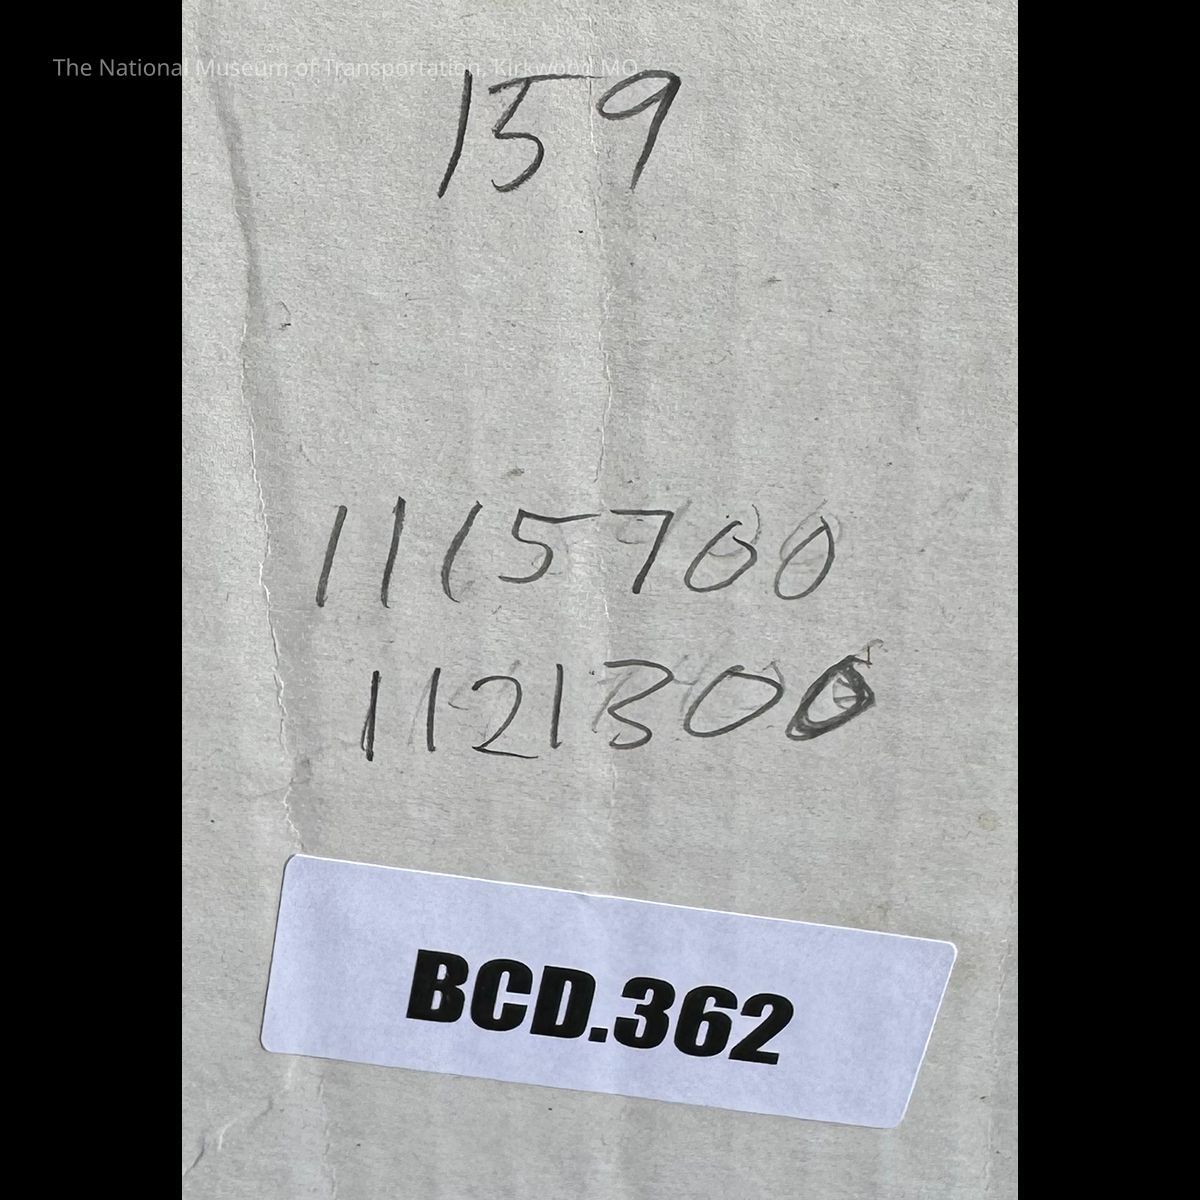 The National Museum of Transportation, Kirkwood, MO
159
1115700
1121300
BCD.362